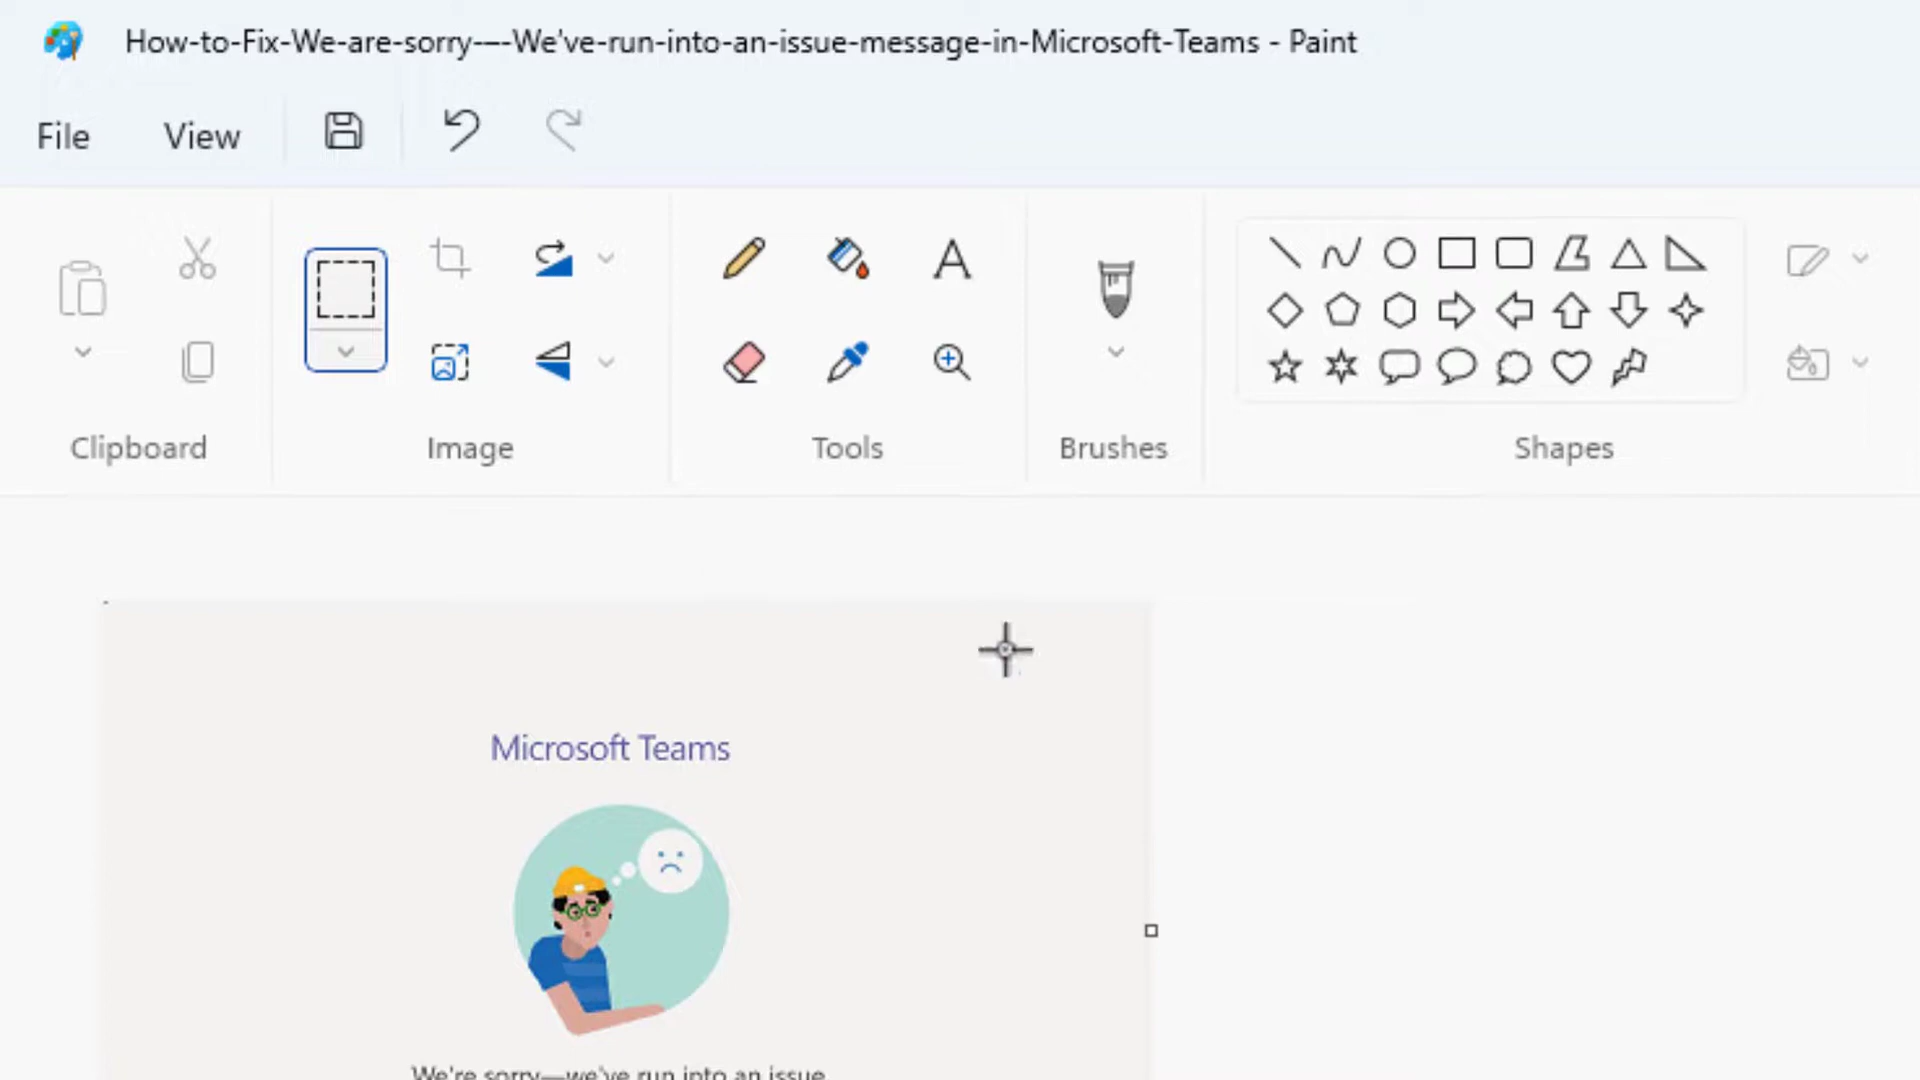 How-to-Fix-We-are-sorry-–-We've-run-into-an-issue-message-in-Microsoft-Teams - Paint
File View
Clipboard Image Tools Brushes Shapes
Microsoft Teams
We're sorry—we've run into an issue